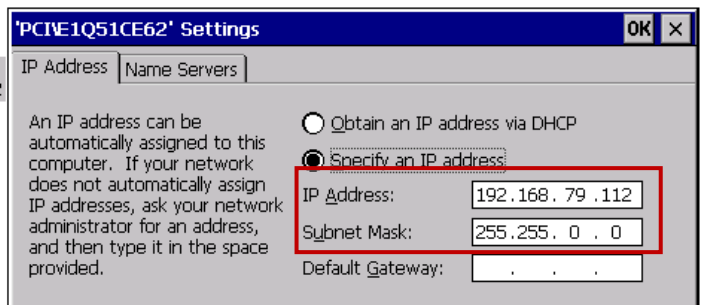 'PCI\E1Q51CE62' Settings
OK ×
IP Address Name Servers
An IP address can be
automatically assigned to this
computer. If your network
does not automatically assign
IP addresses, ask your network
administrator for an address,
and then type it in the space
provided.
Obtain an IP address via DHCP
Specify an IP address
IP Address: 192.168. 79 .112
Subnet Mask: 255.255. 0 . 0
Default Gateway: . . .